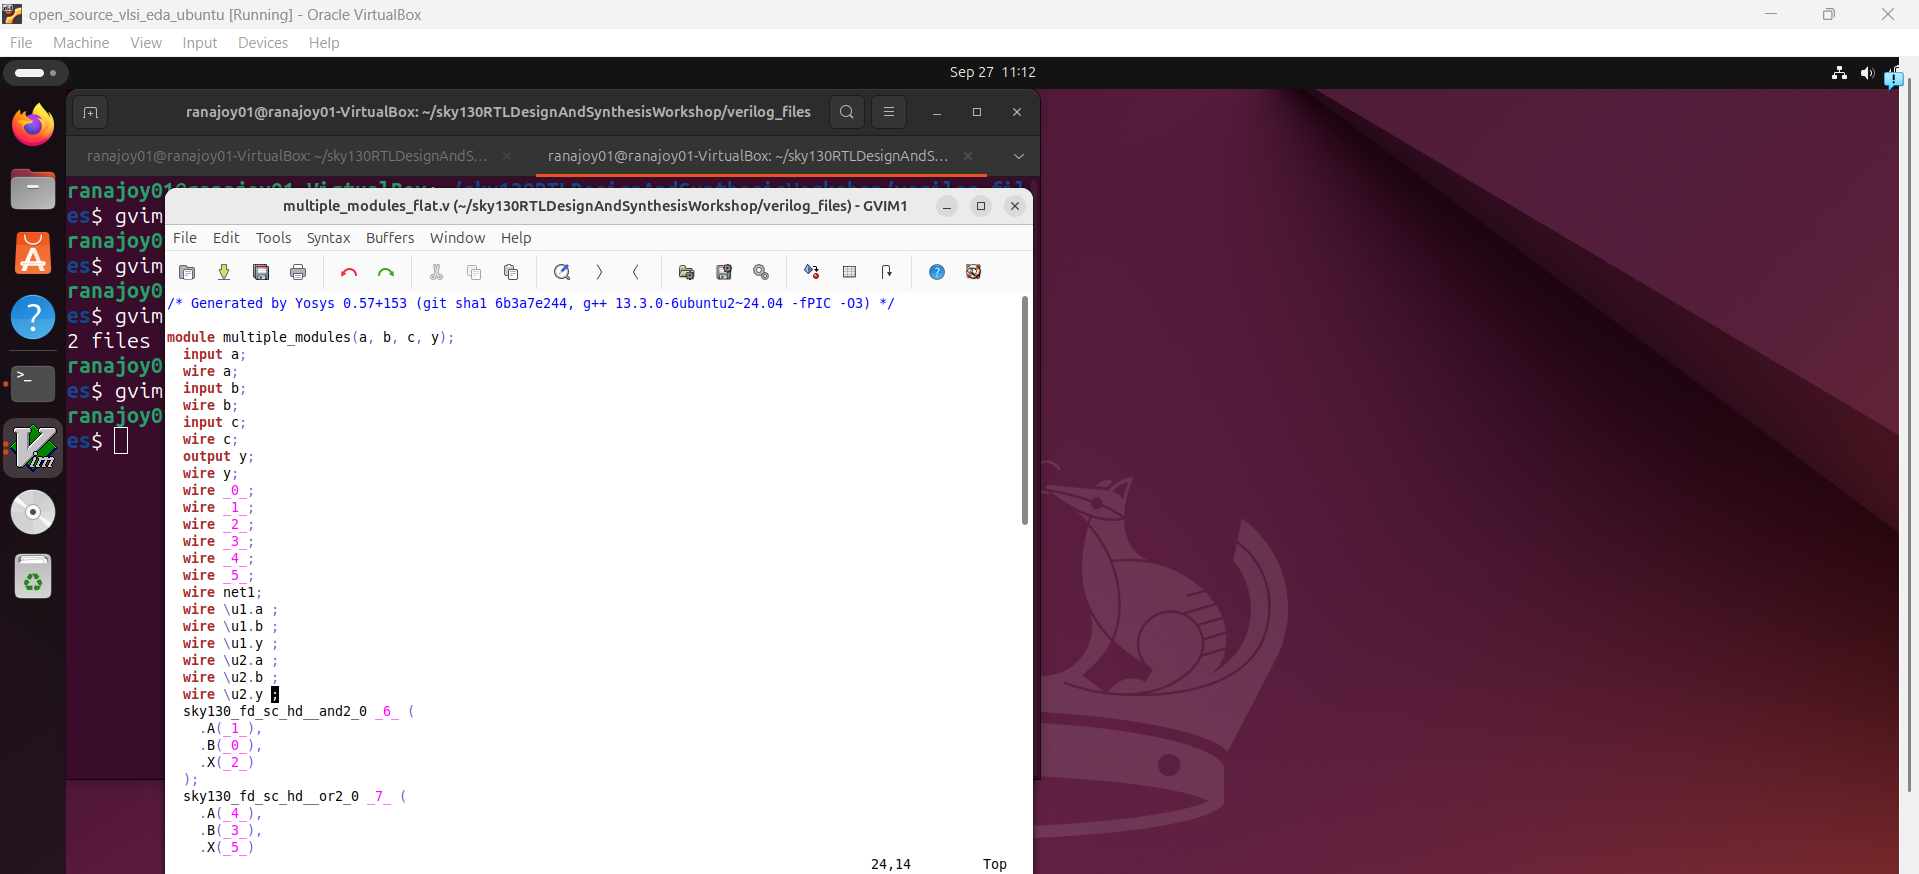 open_source_vlsi_eda_ubuntu [Running] - Oracle VirtualBox
File Machine View Input Devices Help
Sep 27 11:12
ranajoy01@ranajoy01-VirtualBox: ~/sky130RTLDesignAndSynthesisWorkshop/verilog_files
ranajoy01@ranajoy01-VirtualBox: ~/sky130RTLDesignAndS...
ranajoy01@ranajoy01-VirtualBox: ~/sky130RTLDesignAndS...
ranajoy01@ranajoy01-VirtualBox:~/sky130RTLDesignAndSynthesisWorkshop/verilog_fil
es$ gvim
ranajoy0
es$ gvim
ranajoy0
es$ gvim
2 files
ranajoy0
es$ gvim
ranajoy0
es$
multiple_modules_flat.v (~/sky130RTLDesignAndSynthesisWorkshop/verilog_files) - GVIM1
File Edit Tools Syntax Buffers Window Help
/* Generated by Yosys 0.57+153 (git sha1 6b3a7e244, g++ 13.3.0-6ubuntu2~24.04 -fPIC -O3) */
module multiple_modules(a, b, c, y);
input a;
wire a;
input b;
wire b;
input c;
wire c;
output y;
wire y;
wire _0_;
wire _1_;
wire _2_;
wire _3_;
wire _4_;
wire _5_;
wire net1;
wire \u1.a ;
wire \u1.b ;
wire \u1.y ;
wire \u2.a ;
wire \u2.b ;
wire \u2.y ;
sky130_fd_sc_hd__and2_0 _6_ (
.A(_1_),
.B(_0_),
.X(_2_)
);
sky130_fd_sc_hd__or2_0 _7_ (
.A(_4_),
.B(_3_),
.X(_5_)
24,14 Top